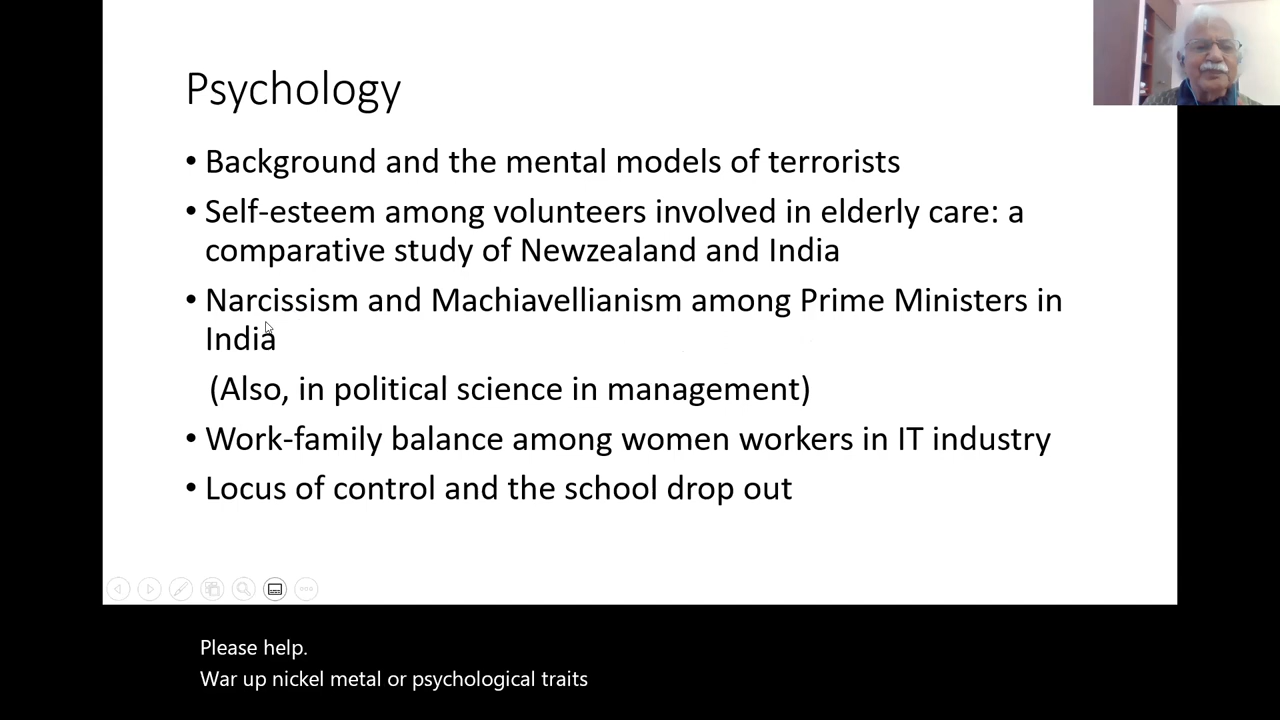 Psychology
• Background and the mental models of terrorists
• Self-esteem among volunteers involved in elderly care: a
comparative study of Newzealand and India
• Narcissism and Machiavellianism among Prime Ministers in
India
(Also, in political science in management)
• Work-family balance among women workers in IT industry
• Locus of control and the school drop out
Please help.
War up nickel metal or psychological traits